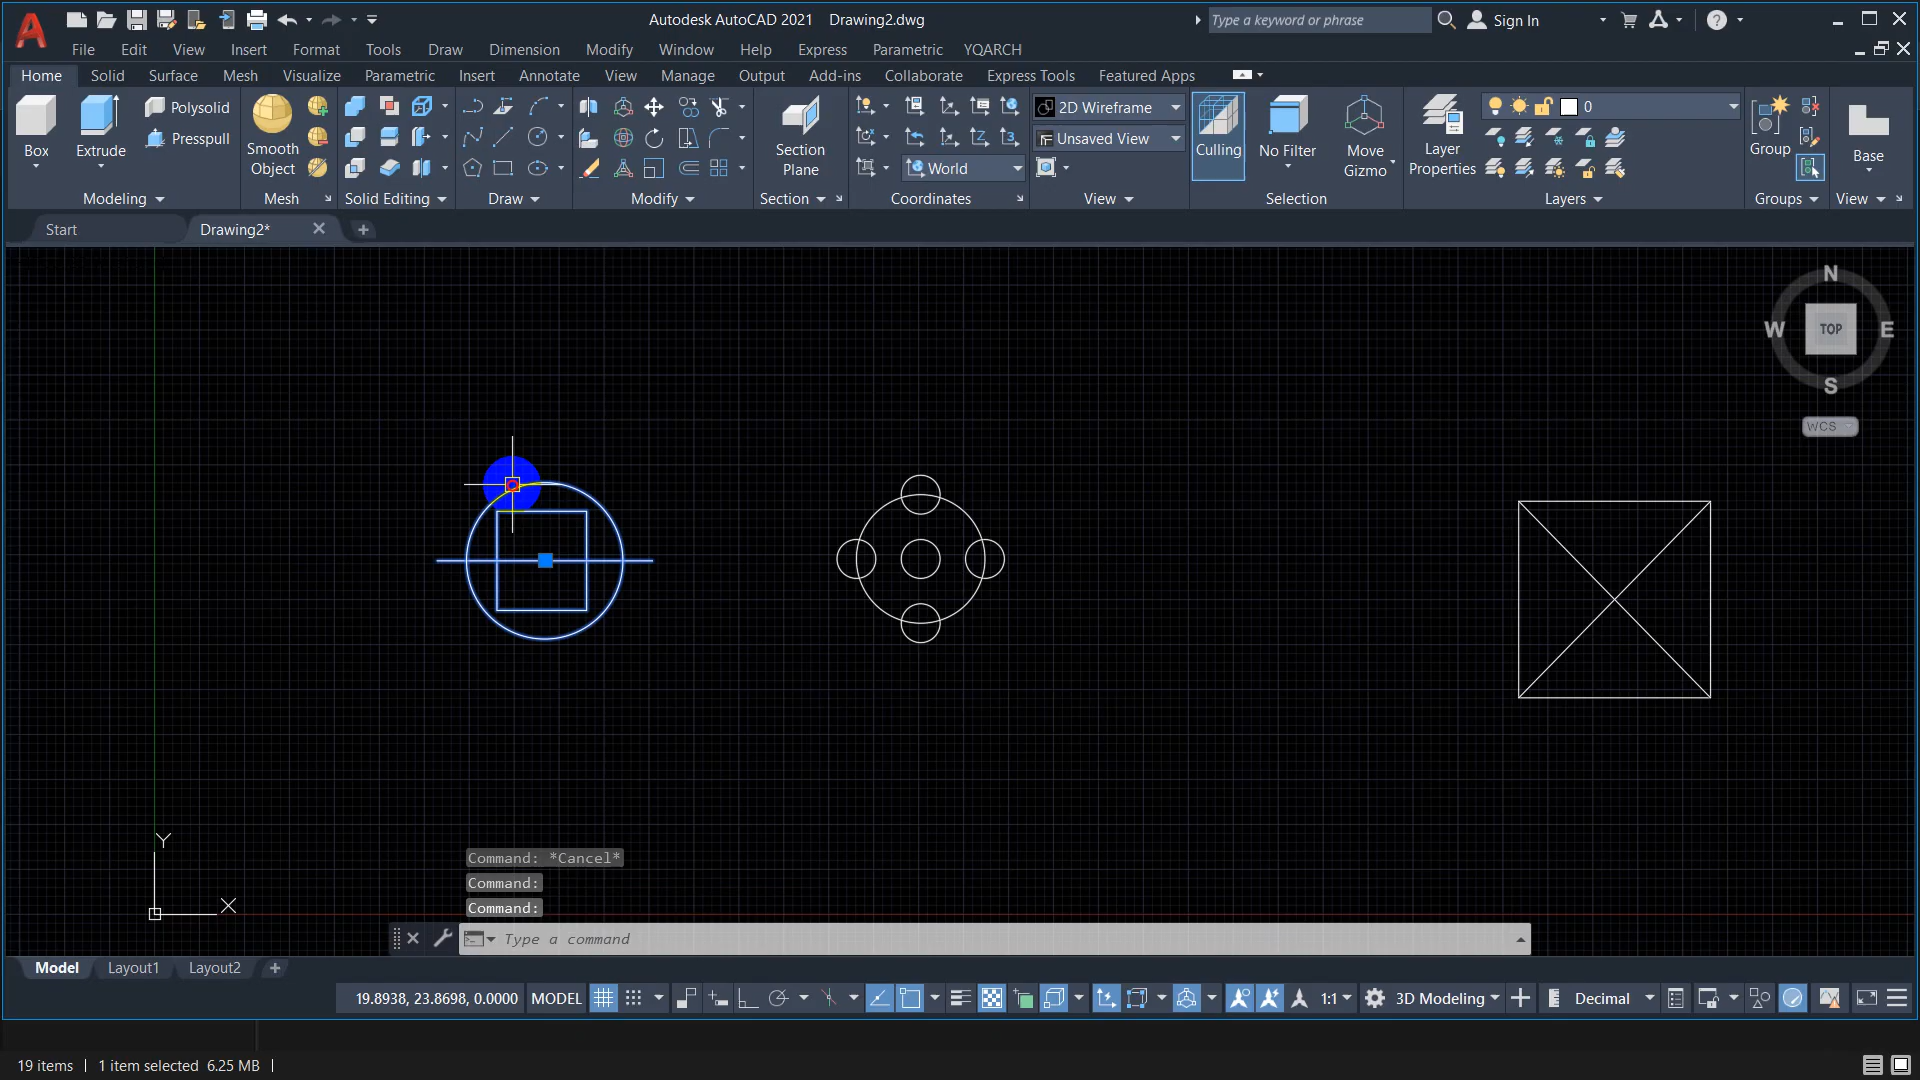 Autodesk AutoCAD 2021 Drawing2.dwg
Type a keyword or phrase
Sign In
File Edit View Insert Format Tools Draw Dimension Modify Window Help Express Parametric YQARCH
Home Solid Surface Mesh Visualize Parametric Insert Annotate View Manage Output Add-ins Collaborate Express Tools Featured Apps
Box
Extrude
Polysolid
Presspull
Smooth
Object
Section
Plane
World
2D Wireframe
Unsaved View
Culling
No Filter
Move
Gizmo
Layer
Properties
0
Group
Base
Modeling Mesh Solid Editing Draw Modify Section Coordinates View Selection Layers Groups View
Start Drawing2*
N
W TOP E
S
WCS
Y
X
Command: *Cancel*
Command:
Command:
Type a command
Model Layout1 Layout2
19.8938, 23.8698, 0.0000 MODEL 1:1 3D Modeling Decimal
19 items 1 item selected 6.25 MB